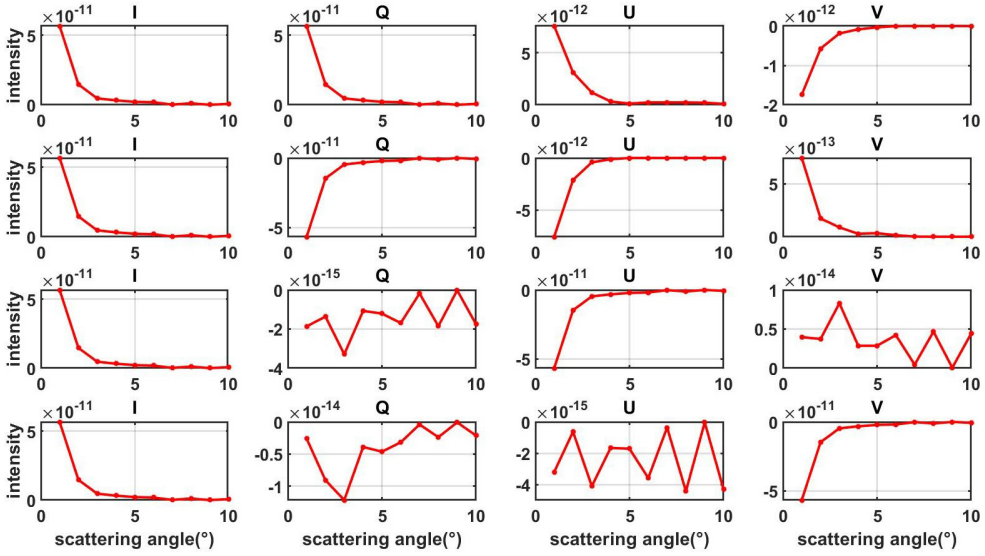 ×10⁻¹¹ I ×10⁻¹¹ Q ×10⁻¹² U ×10⁻¹² V
intensity
5 5 5 0
-1
0 0 0 -2
0 5 10 0 5 10 0 5 10 0 5 10
×10⁻¹¹ I ×10⁻¹¹ Q ×10⁻¹² U ×10⁻¹³ V
intensity
5 0 0 5
-5 -5
0 0
0 5 10 0 5 10 0 5 10 0 5 10
×10⁻¹¹ I ×10⁻¹⁵ Q ×10⁻¹¹ U ×10⁻¹⁴ V
intensity
5 0 0 1
-2 0.5
0 -4 -5 0
0 5 10 0 5 10 0 5 10 0 5 10
×10⁻¹¹ I ×10⁻¹⁴ Q ×10⁻¹⁵ U ×10⁻¹¹ V
intensity
5 0 0 0
-0.5 -2
0 -1 -4 -5
0 5 10 0 5 10 0 5 10 0 5 10
scattering angle(°) scattering angle(°) scattering angle(°) scattering angle(°)